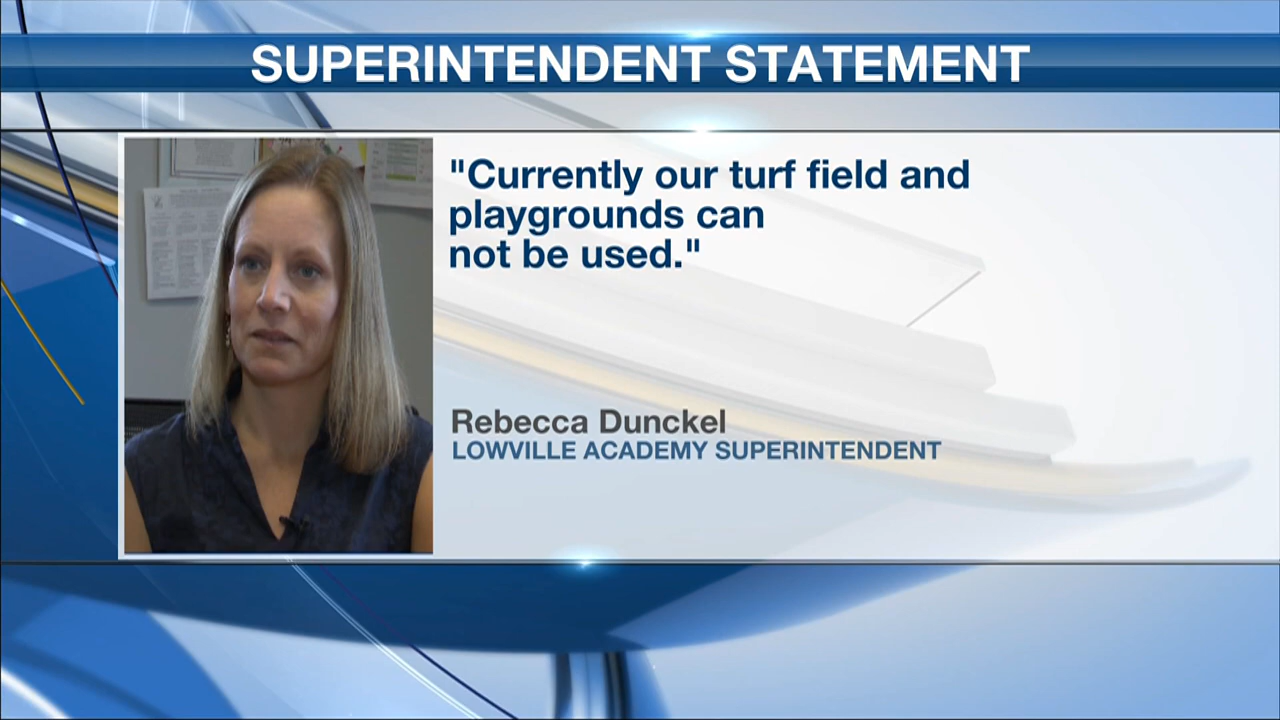 SUPERINTENDENT STATEMENT
"Currently our turf field and
playgrounds can
not be used."
Rebecca Dunckel
LOWVILLE ACADEMY SUPERINTENDENT